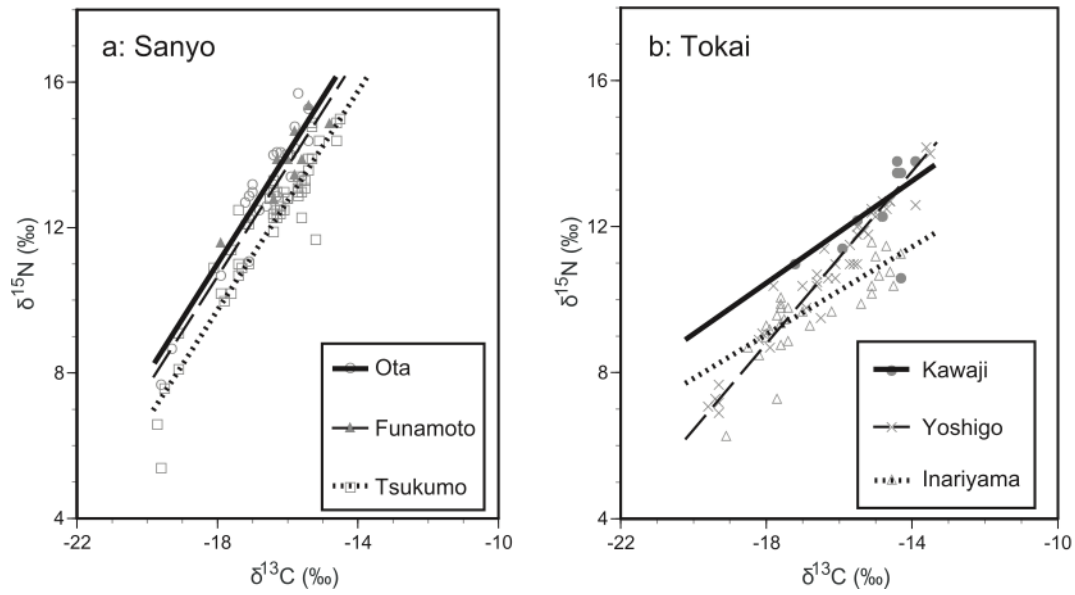 a: Sanyo
16
12
8
4
δ15N (‰)
Ota
Funamoto
Tsukumo
-22
-18
-14
-10
δ13C (‰)
b: Tokai
16
12
8
4
δ15N (‰)
Kawaji
Yoshigo
Inariyama
-22
-18
-14
-10
δ13C (‰)